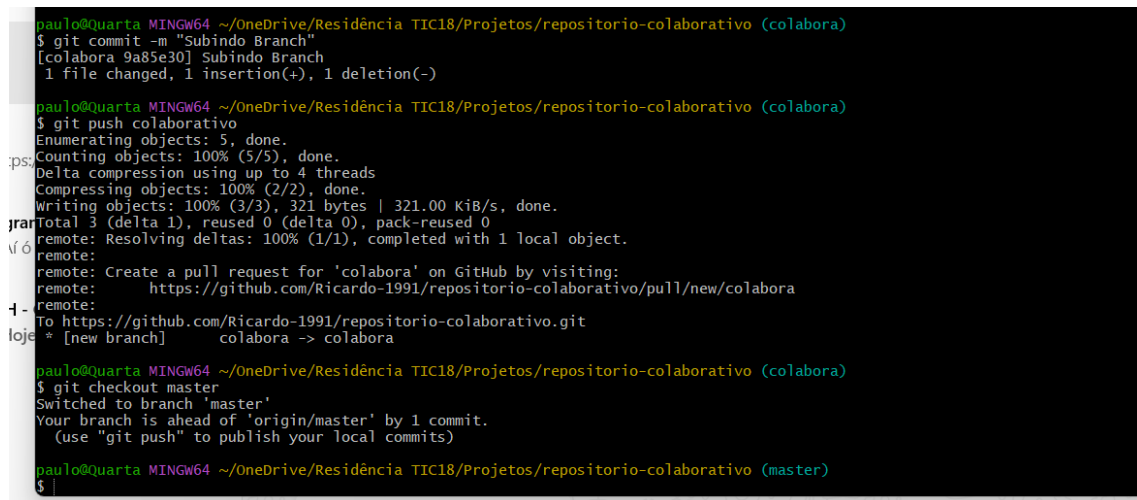 paulo@Quarta MINGW64 ~/OneDrive/Residência TIC18/Projetos/repositorio-colaborativo (colabora)
$ git commit -m "Subindo Branch"
[colabora 9a85e30] Subindo Branch
 1 file changed, 1 insertion(+), 1 deletion(-)
paulo@Quarta MINGW64 ~/OneDrive/Residência TIC18/Projetos/repositorio-colaborativo (colabora)
$ git push colaborativo
Enumerating objects: 5, done.
Counting objects: 100% (5/5), done.
Delta compression using up to 4 threads
Compressing objects: 100% (2/2), done.
Writing objects: 100% (3/3), 321 bytes | 321.00 KiB/s, done.
Total 3 (delta 1), reused 0 (delta 0), pack-reused 0
remote: Resolving deltas: 100% (1/1), completed with 1 local object.
remote:
remote: Create a pull request for 'colabora' on GitHub by visiting:
remote:      https://github.com/Ricardo-1991/repositorio-colaborativo/pull/new/colabora
remote:
To https://github.com/Ricardo-1991/repositorio-colaborativo.git
 * [new branch]      colabora -> colabora
paulo@Quarta MINGW64 ~/OneDrive/Residência TIC18/Projetos/repositorio-colaborativo (colabora)
$ git checkout master
Switched to branch 'master'
Your branch is ahead of 'origin/master' by 1 commit.
  (use "git push" to publish your local commits)
paulo@Quarta MINGW64 ~/OneDrive/Residência TIC18/Projetos/repositorio-colaborativo (master)
$